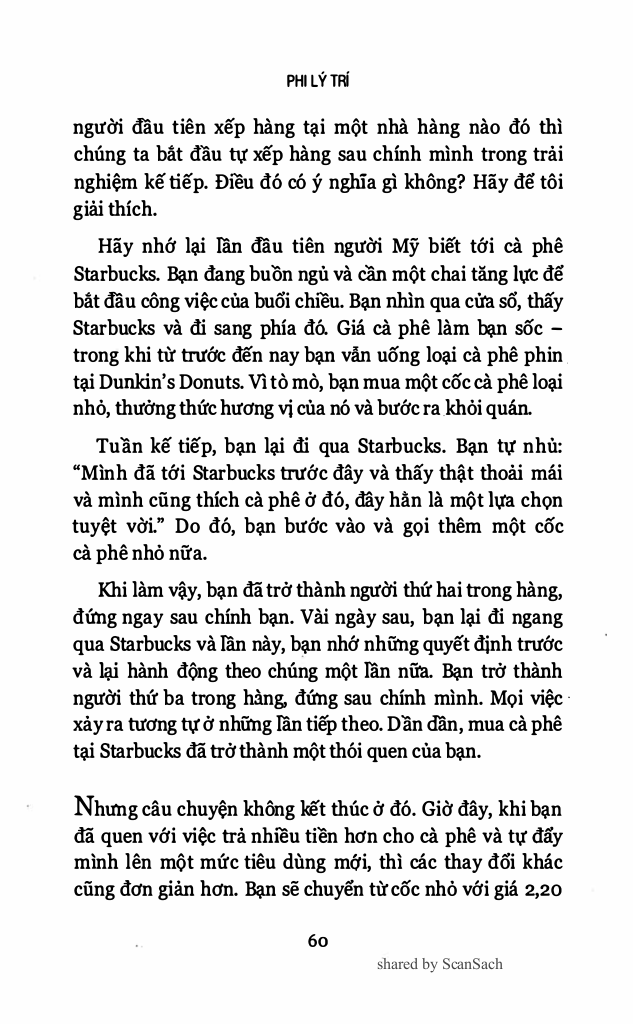 PHI LÝ TRÍ
người đầu tiên xếp hàng tại một nhà hàng nào đó thì
chúng ta bắt đầu tự xếp hàng sau chính mình trong trải
nghiệm kế tiếp. Điều đó có ý nghĩa gì không? Hãy để tôi
giải thích.
Hãy nhớ lại lần đầu tiên người Mỹ biết tới cà phê
Starbucks. Bạn đang buồn ngủ và cần một chai tăng lực để
bắt đầu công việc của buổi chiều. Bạn nhìn qua cửa sổ, thấy
Starbucks và đi sang phía đó. Giá cà phê làm bạn sốc –
trong khi từ trước đến nay bạn vẫn uống loại cà phê phin
tại Dunkin's Donuts. Vì tò mò, bạn mua một cốc cà phê loại
nhỏ, thưởng thức hương vị của nó và bước ra khỏi quán.
Tuần kế tiếp, bạn lại đi qua Starbucks. Bạn tự nhủ:
“Mình đã tới Starbucks trước đây và thấy thật thoải mái
và mình cũng thích cà phê ở đó, đây hẳn là một lựa chọn
tuyệt vời.” Do đó, bạn bước vào và gọi thêm một cốc
cà phê nhỏ nữa.
Khi làm vậy, bạn đã trở thành người thứ hai trong hàng,
đứng ngay sau chính bạn. Vài ngày sau, bạn lại đi ngang
qua Starbucks và lần này, bạn nhớ những quyết định trước
và lại hành động theo chúng một lần nữa. Bạn trở thành
người thứ ba trong hàng, đứng sau chính mình. Mọi việc
xảy ra tương tự ở những lần tiếp theo. Dần dần, mua cà phê
tại Starbucks đã trở thành một thói quen của bạn.
Nhưng câu chuyện không kết thúc ở đó. Giờ đây, khi bạn
đã quen với việc trả nhiều tiền hơn cho cà phê và tự đẩy
mình lên một mức tiêu dùng mới, thì các thay đổi khác
cũng đơn giản hơn. Bạn sẽ chuyển từ cốc nhỏ với giá 2,20
60
shared by ScanSach